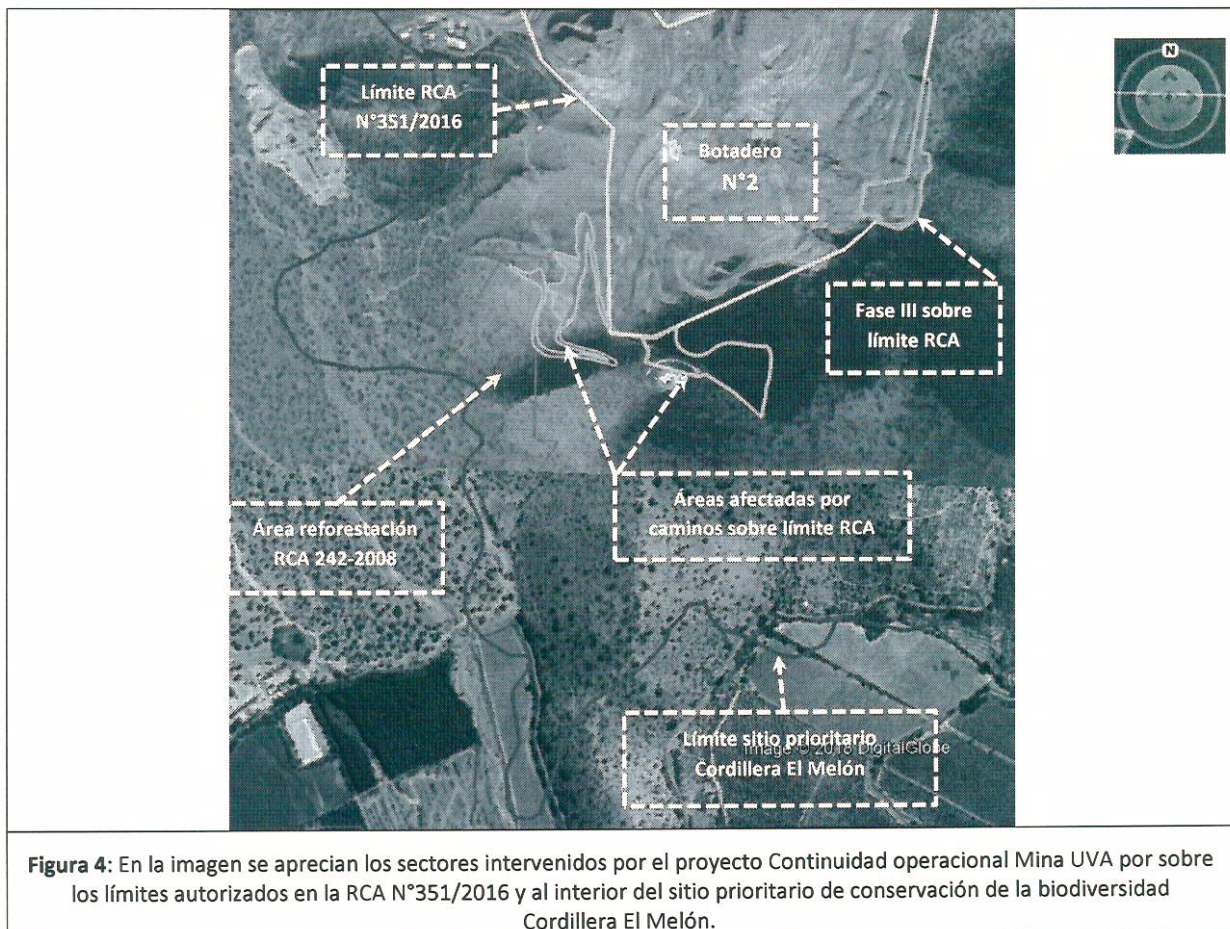 N
Límite RCA
N°351/2016
Botadero
N°2
Fase III sobre
límite RCA
Área reforestación
RCA 242-2008
Áreas afectadas por
caminos sobre límite RCA
Límite sitio prioritario
Cordillera El Melón
Image © 2018 DigitalGlobe
Figura 4: En la imagen se aprecian los sectores intervenidos por el proyecto Continuidad operacional Mina UVA por sobre
los límites autorizados en la RCA N°351/2016 y al interior del sitio prioritario de conservación de la biodiversidad
Cordillera El Melón.